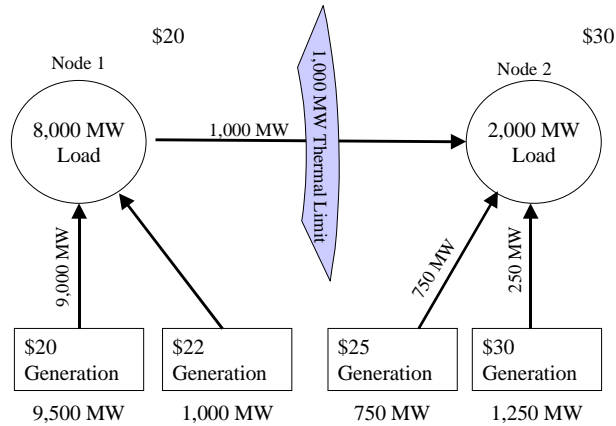 $20
$30
Node 1
Node 2
8,000 MW
Load
1,000 MW
1,000 MW Thermal Limit
2,000 MW
Load
9,000 MW
750 MW
250 MW
$20
Generation
$22
Generation
$25
Generation
$30
Generation
9,500 MW
1,000 MW
750 MW
1,250 MW